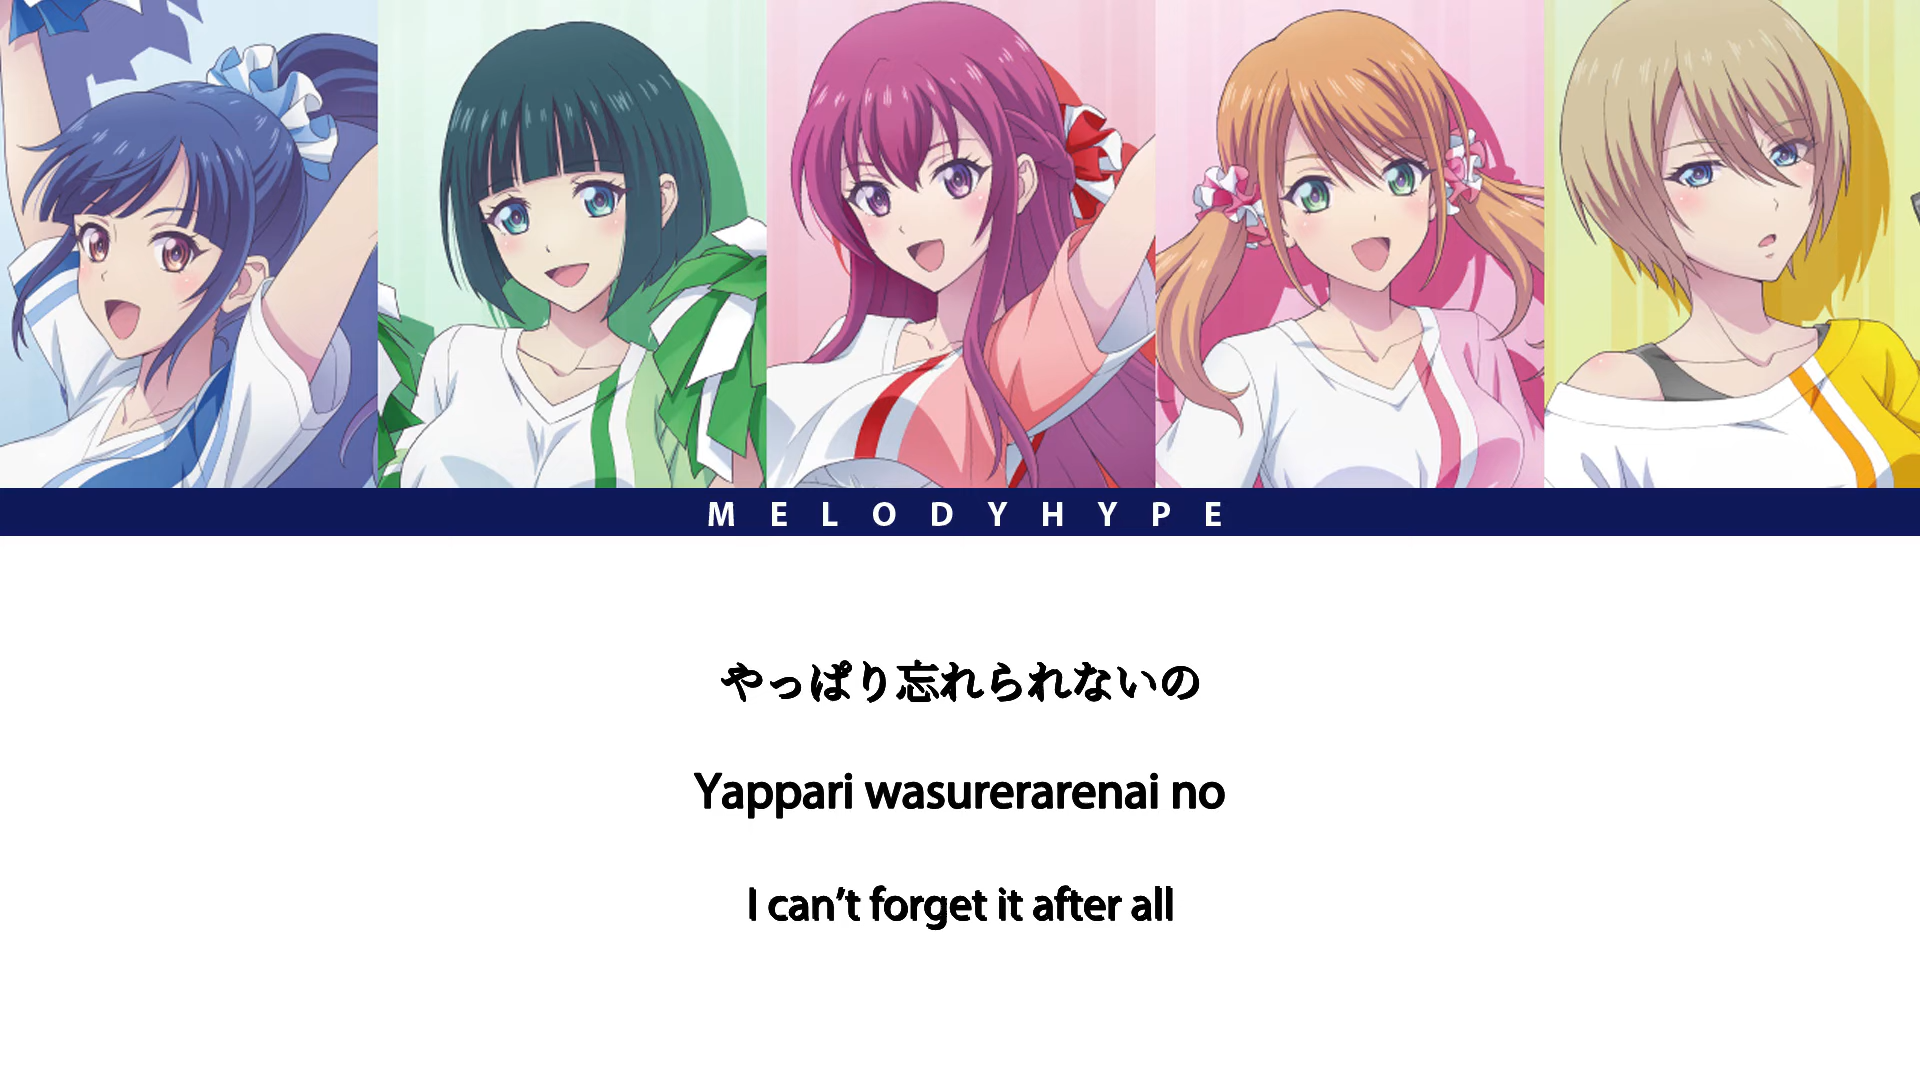 MELODYHYPE
やっぱり忘れられないの
Yappari wasurerarenai no
I can’t forget it after all